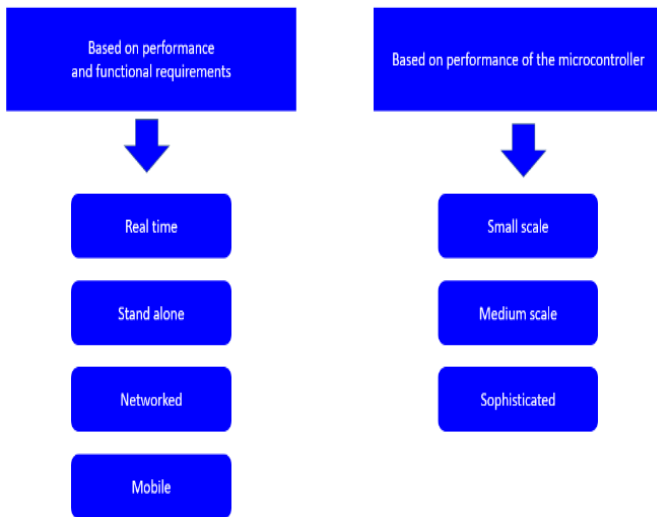 Based on performance
and functional requirements
Real time
Stand alone
Networked
Mobile
Based on performance of the microcontroller
Small scale
Medium scale
Sophisticated